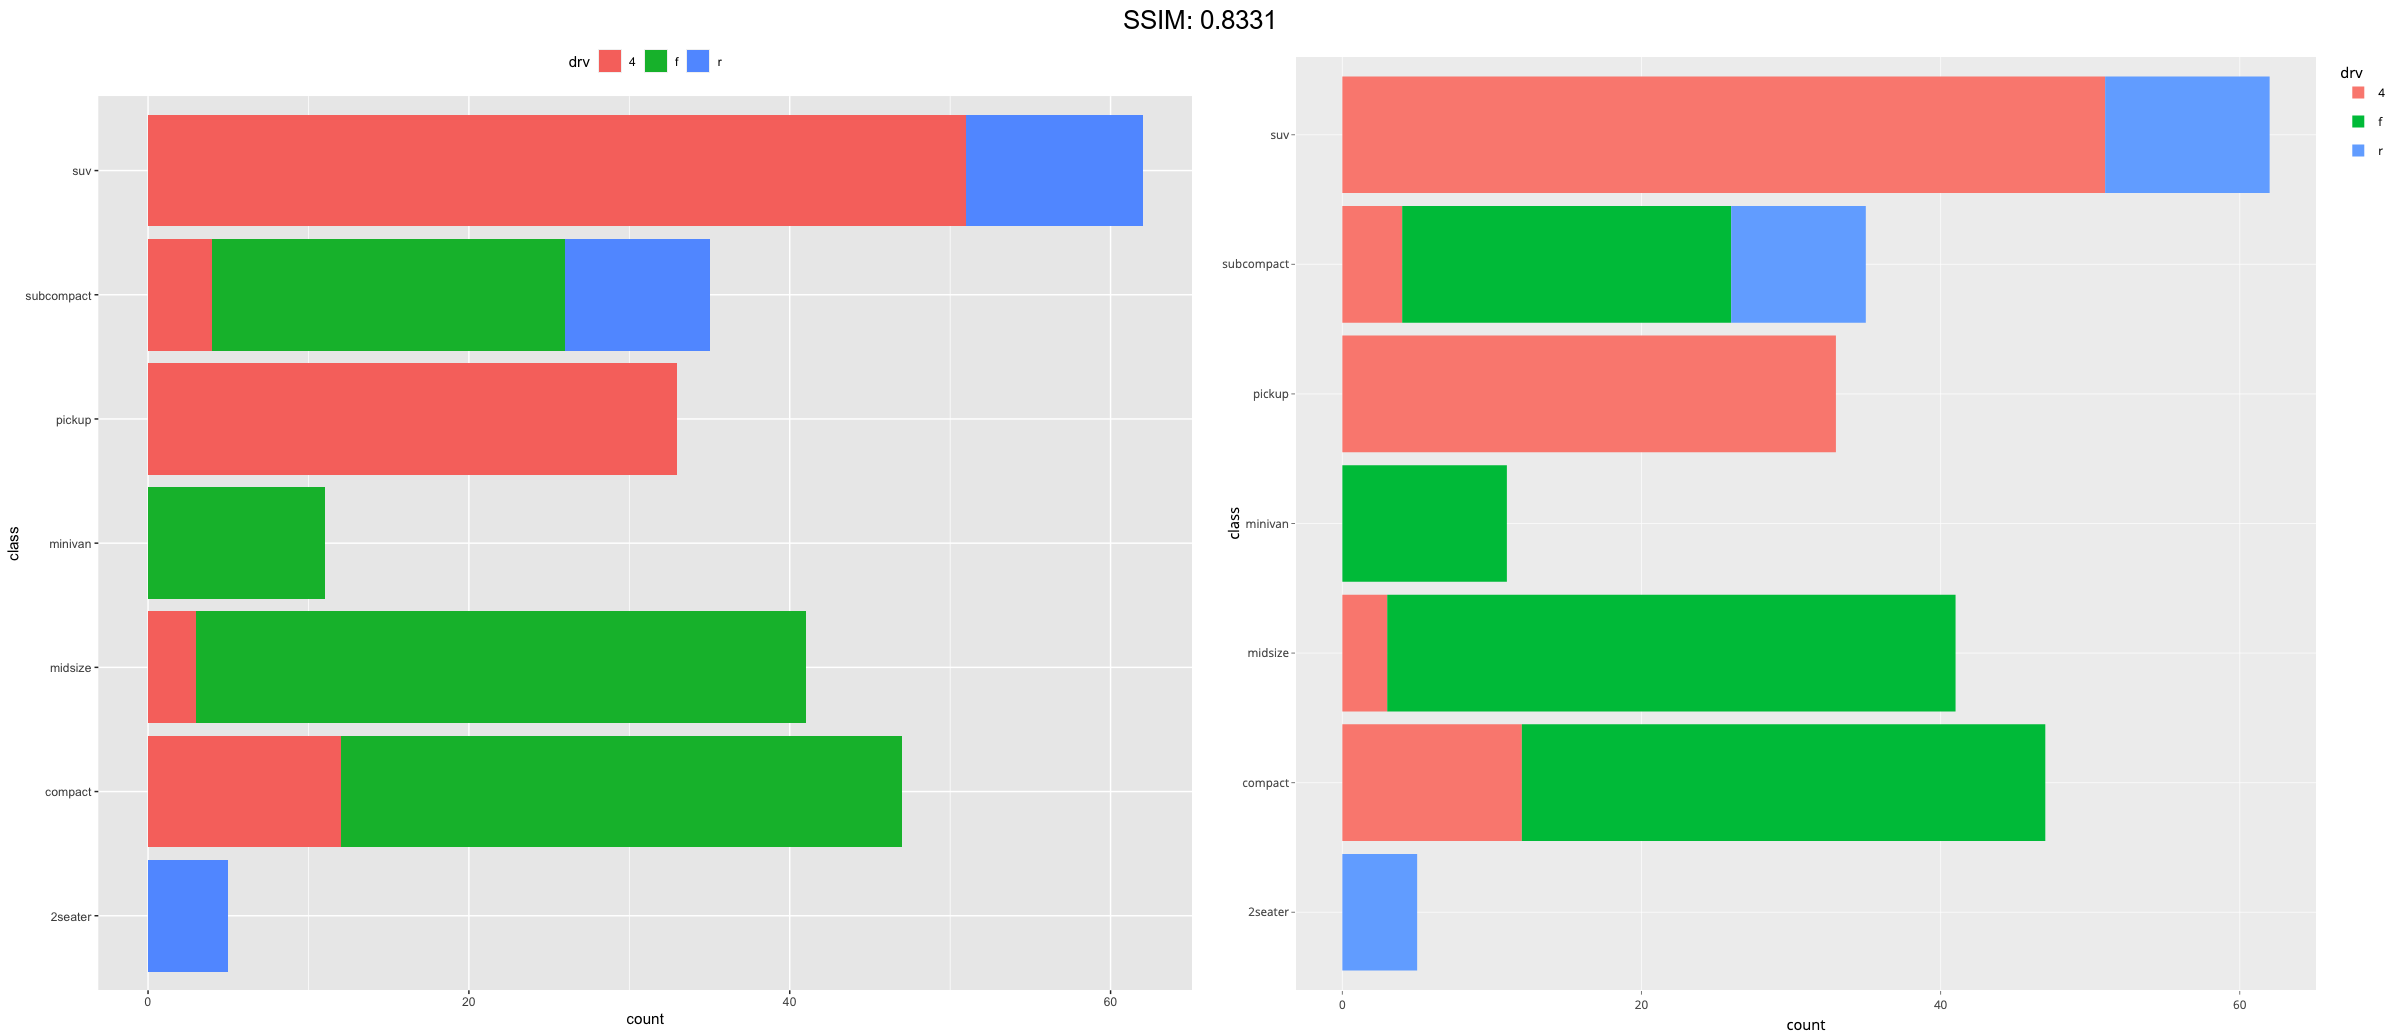 SSIM: 0.8331
drv 4 f r
suv
subcompact
pickup
minivan
midsize
compact
2seater
class
0 20 40 60
count
drv
4
f
r
suv
subcompact
pickup
minivan
midsize
compact
2seater
class
0 20 40 60
count